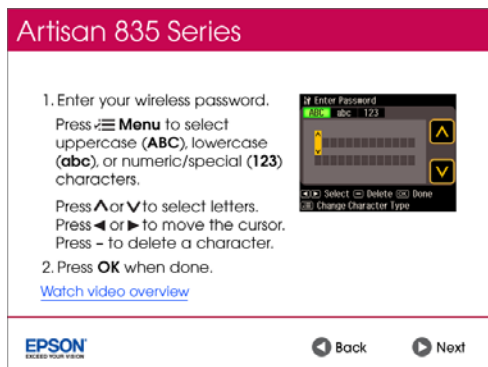 Artisan 835 Series
1. Enter your wireless password.
Press Menu to select
uppercase (ABC), lowercase
(abc), or numeric/special (123)
characters.
Press or to select letters.
Press ◄ or ► to move the cursor.
Press – to delete a character.
2. Press OK when done.
Watch video overview
Enter Password
ABC abc 123
Select Delete OK Done
Change Character Type
EPSON
EXCEED YOUR VISION
Back Next